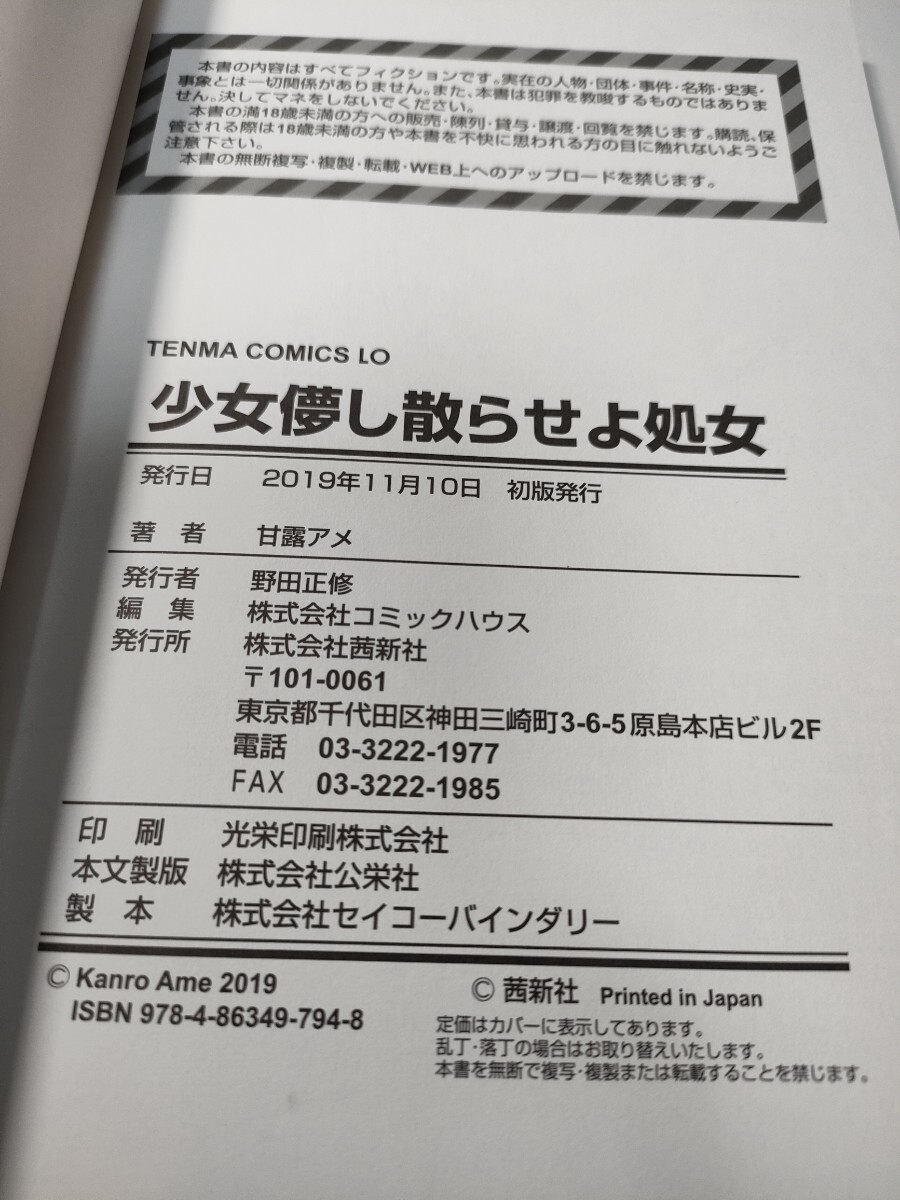 本書の内容はすべてフィクションです。実在の人物・団体・事件・名称・史実・
事象とは一切関係がありません。また、本書は犯罪を教唆するものではありま
せん。決してマネをしないでください。
本書の満18歳未満の方への販売・陳列・貸与・譲渡・回覧を禁じます。購読、保
管される際は18歳未満の方や本書を不快に思われる方の目に触れないようご
注意下さい。
本書の無断複写・複製・転載・WEB上へのアップロードを禁じます。
TENMA COMICS LO
少女儚し散らせよ処女
発行日 2019年11月10日 初版発行
著 者 甘露アメ
発行者 野田正修
編 集 株式会社コミックハウス
発行所 株式会社茜新社
〒101-0061
東京都千代田区神田三崎町3-6-5原島本店ビル2F
電話 03-3222-1977
FAX 03-3222-1985
印 刷 光栄印刷株式会社
本文製版 株式会社公栄社
製 本 株式会社セイコーバインダリー
© Kanro Ame 2019
ISBN 978-4-86349-794-8
© 茜新社 Printed in Japan
定価はカバーに表示してあります。
乱丁・落丁の場合はお取り替えいたします。
本書を無断で複写・複製または転載することを禁じます。